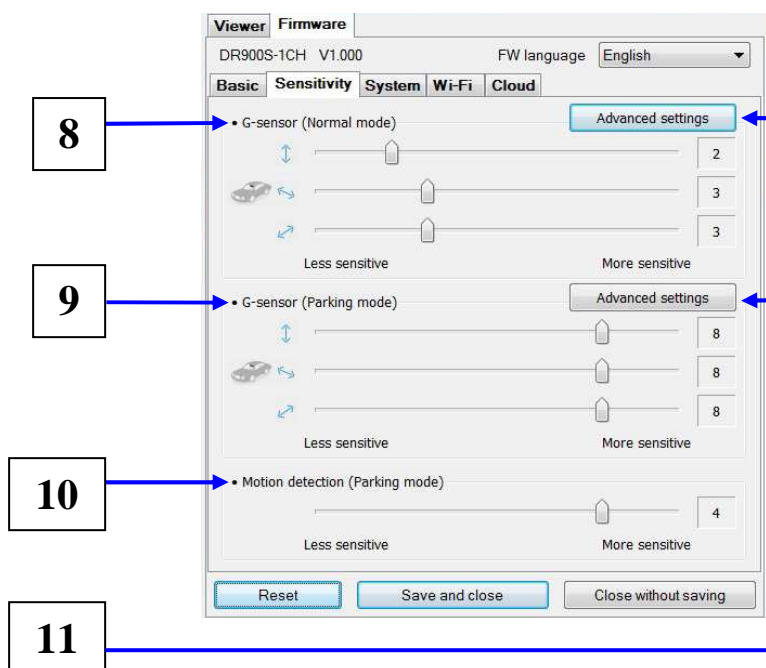 Viewer Firmware
DR900S-1CH V1.000 FW language English
Basic Sensitivity System Wi-Fi Cloud
8
• G-sensor (Normal mode) Advanced settings
2
3
3
Less sensitive More sensitive
9
• G-sensor (Parking mode) Advanced settings
8
8
8
Less sensitive More sensitive
10
• Motion detection (Parking mode)
4
Less sensitive More sensitive
Reset Save and close Close without saving
11